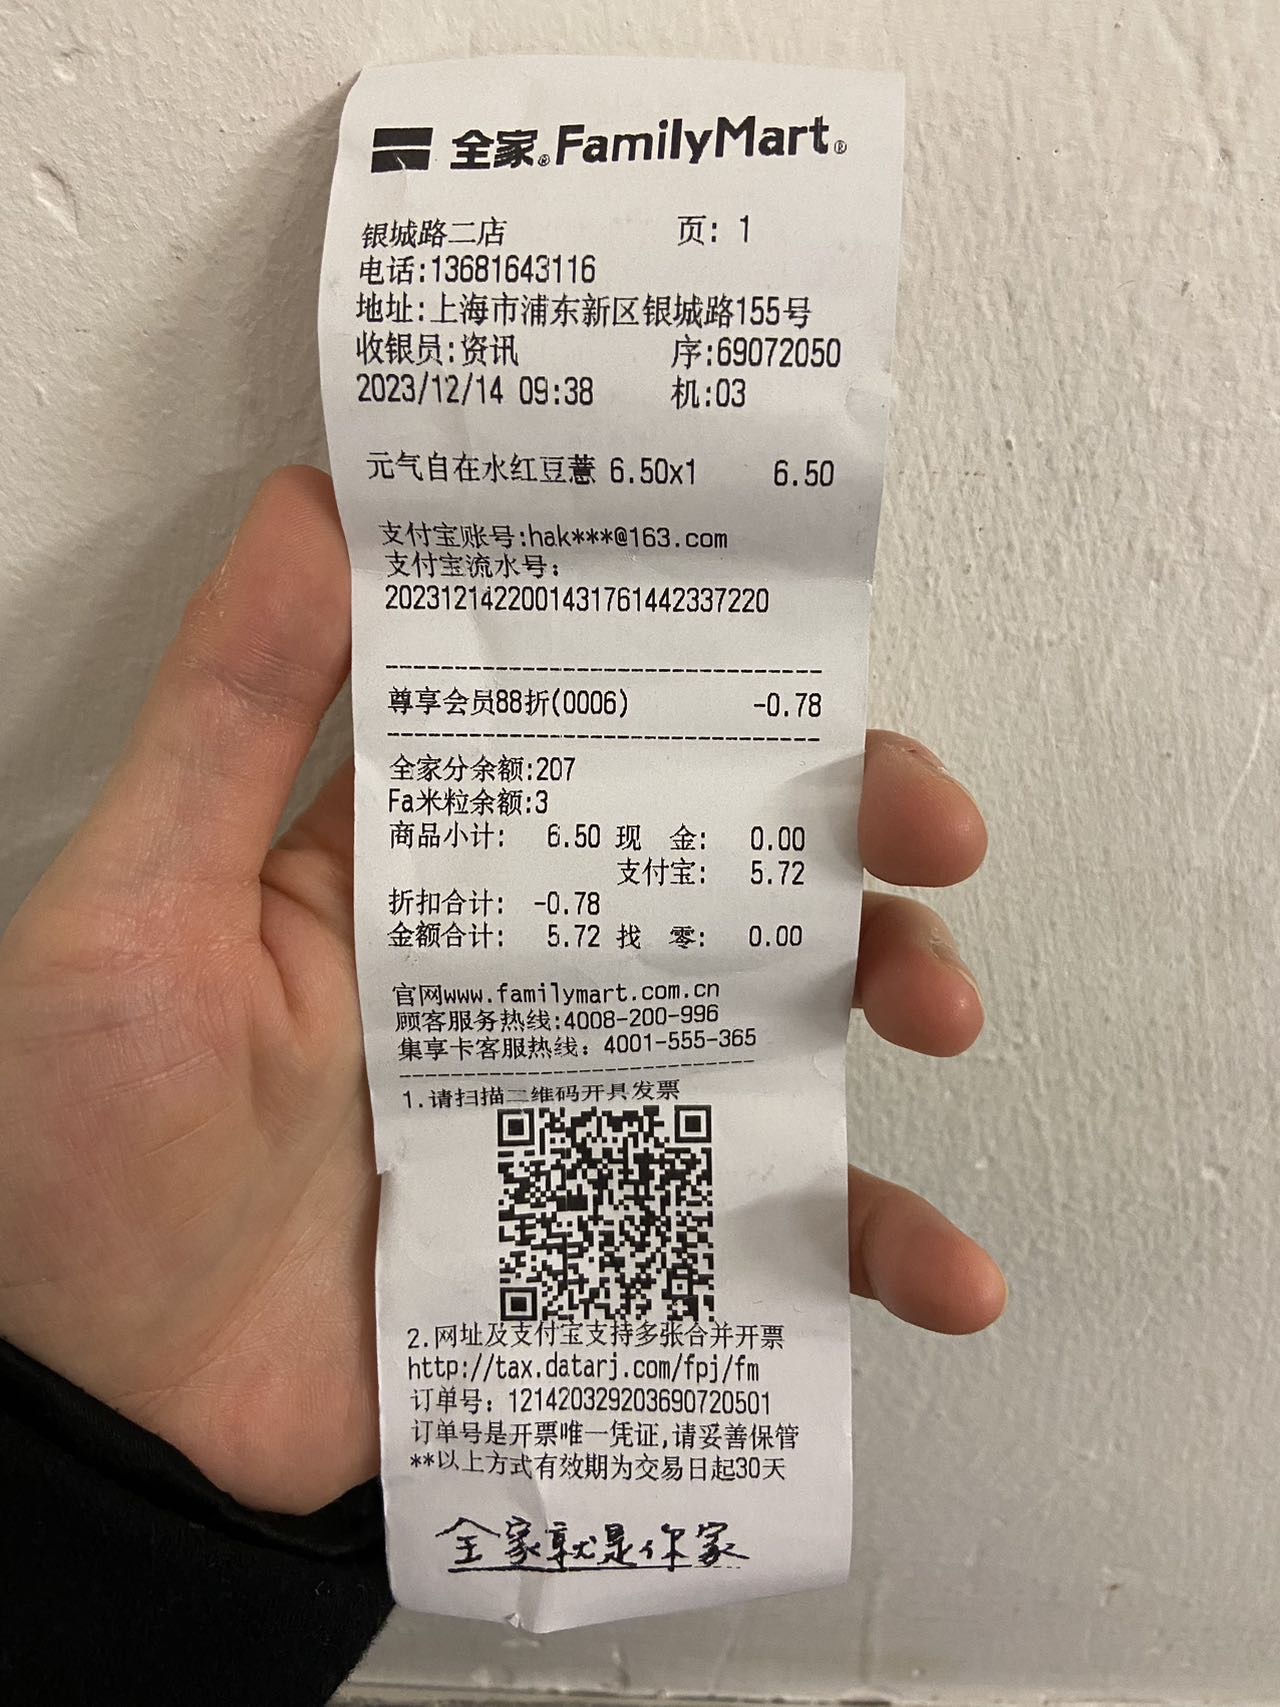 全家®FamilyMart®
银城路二店 页: 1
电话:13681643116
地址:上海市浦东新区银城路155号
收银员:资讯 序:69072050
2023/12/14 09:38 机:03
元气自在水红豆薏 6.50x1 6.50
支付宝账号:hak***@163.com
支付宝流水号:
2023121422001431761442337220
尊享会员88折(0006) -0.78
全家分余额:207
Fa米粒余额:3
商品小计: 6.50 现 金: 0.00
支付宝: 5.72
折扣合计: -0.78
金额合计: 5.72 找 零: 0.00
官网www.familymart.com.cn
顾客服务热线:4008-200-996
集享卡客服热线: 4001-555-365
1.请扫描二维码开具发票
2.网址及支付宝支持多张合并开票
http://tax.datarj.com/fpj/fm
订单号: 121420329203690720501
订单号是开票唯一凭证,请妥善保管
**以上方式有效期为交易日起30天
全家就是你家